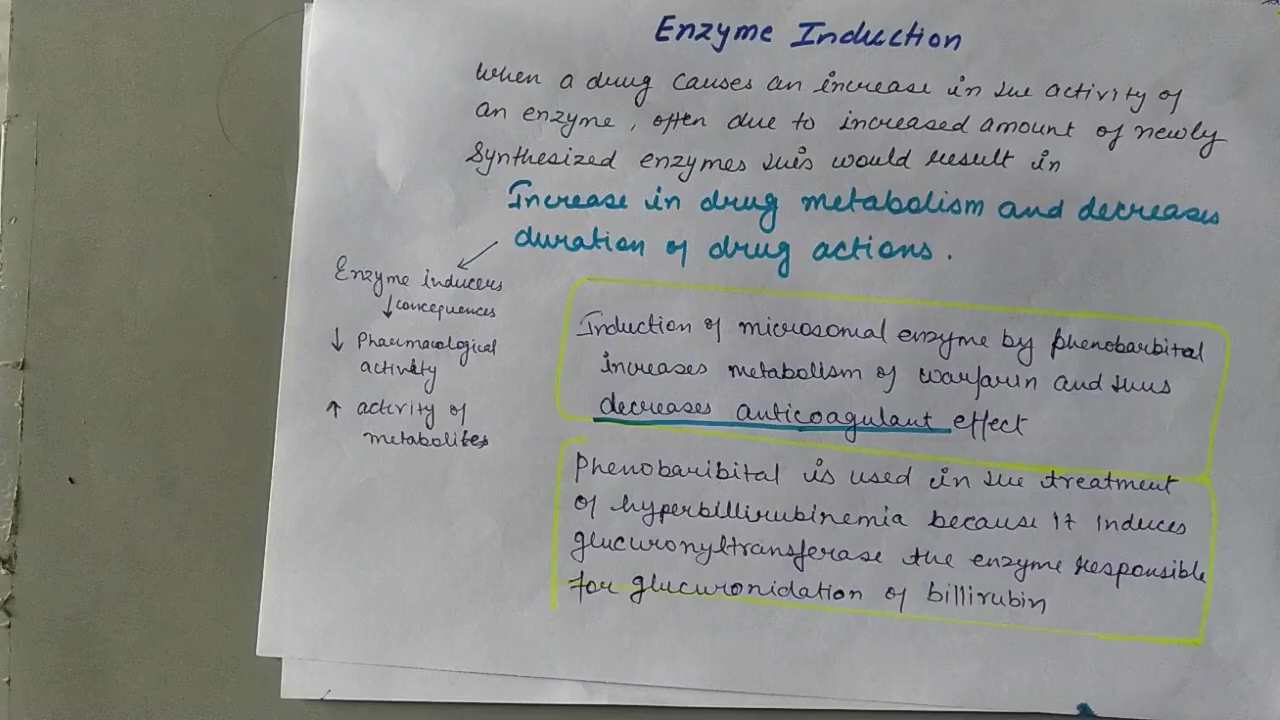 Enzyme Induction
When a drug causes an increase in the activity of
an enzyme, often due to increased amount of newly
Synthesized enzymes this would result in
Increase in drug metabolism and decreases
duration of drug actions.
Enzyme inducers
↓ concequences
↓ Pharmacological
activity
↑ activity of
metabolites
Induction of microsomal enzyme by phenobarbital
increases metabolism of warfarin and thus
decreases anticoagulant effect
Phenobaribital is used in the treatment
of hyperbillirubinemia because it induces
glucuronyltransferase the enzyme responsible
for glucuronidation of billirubin